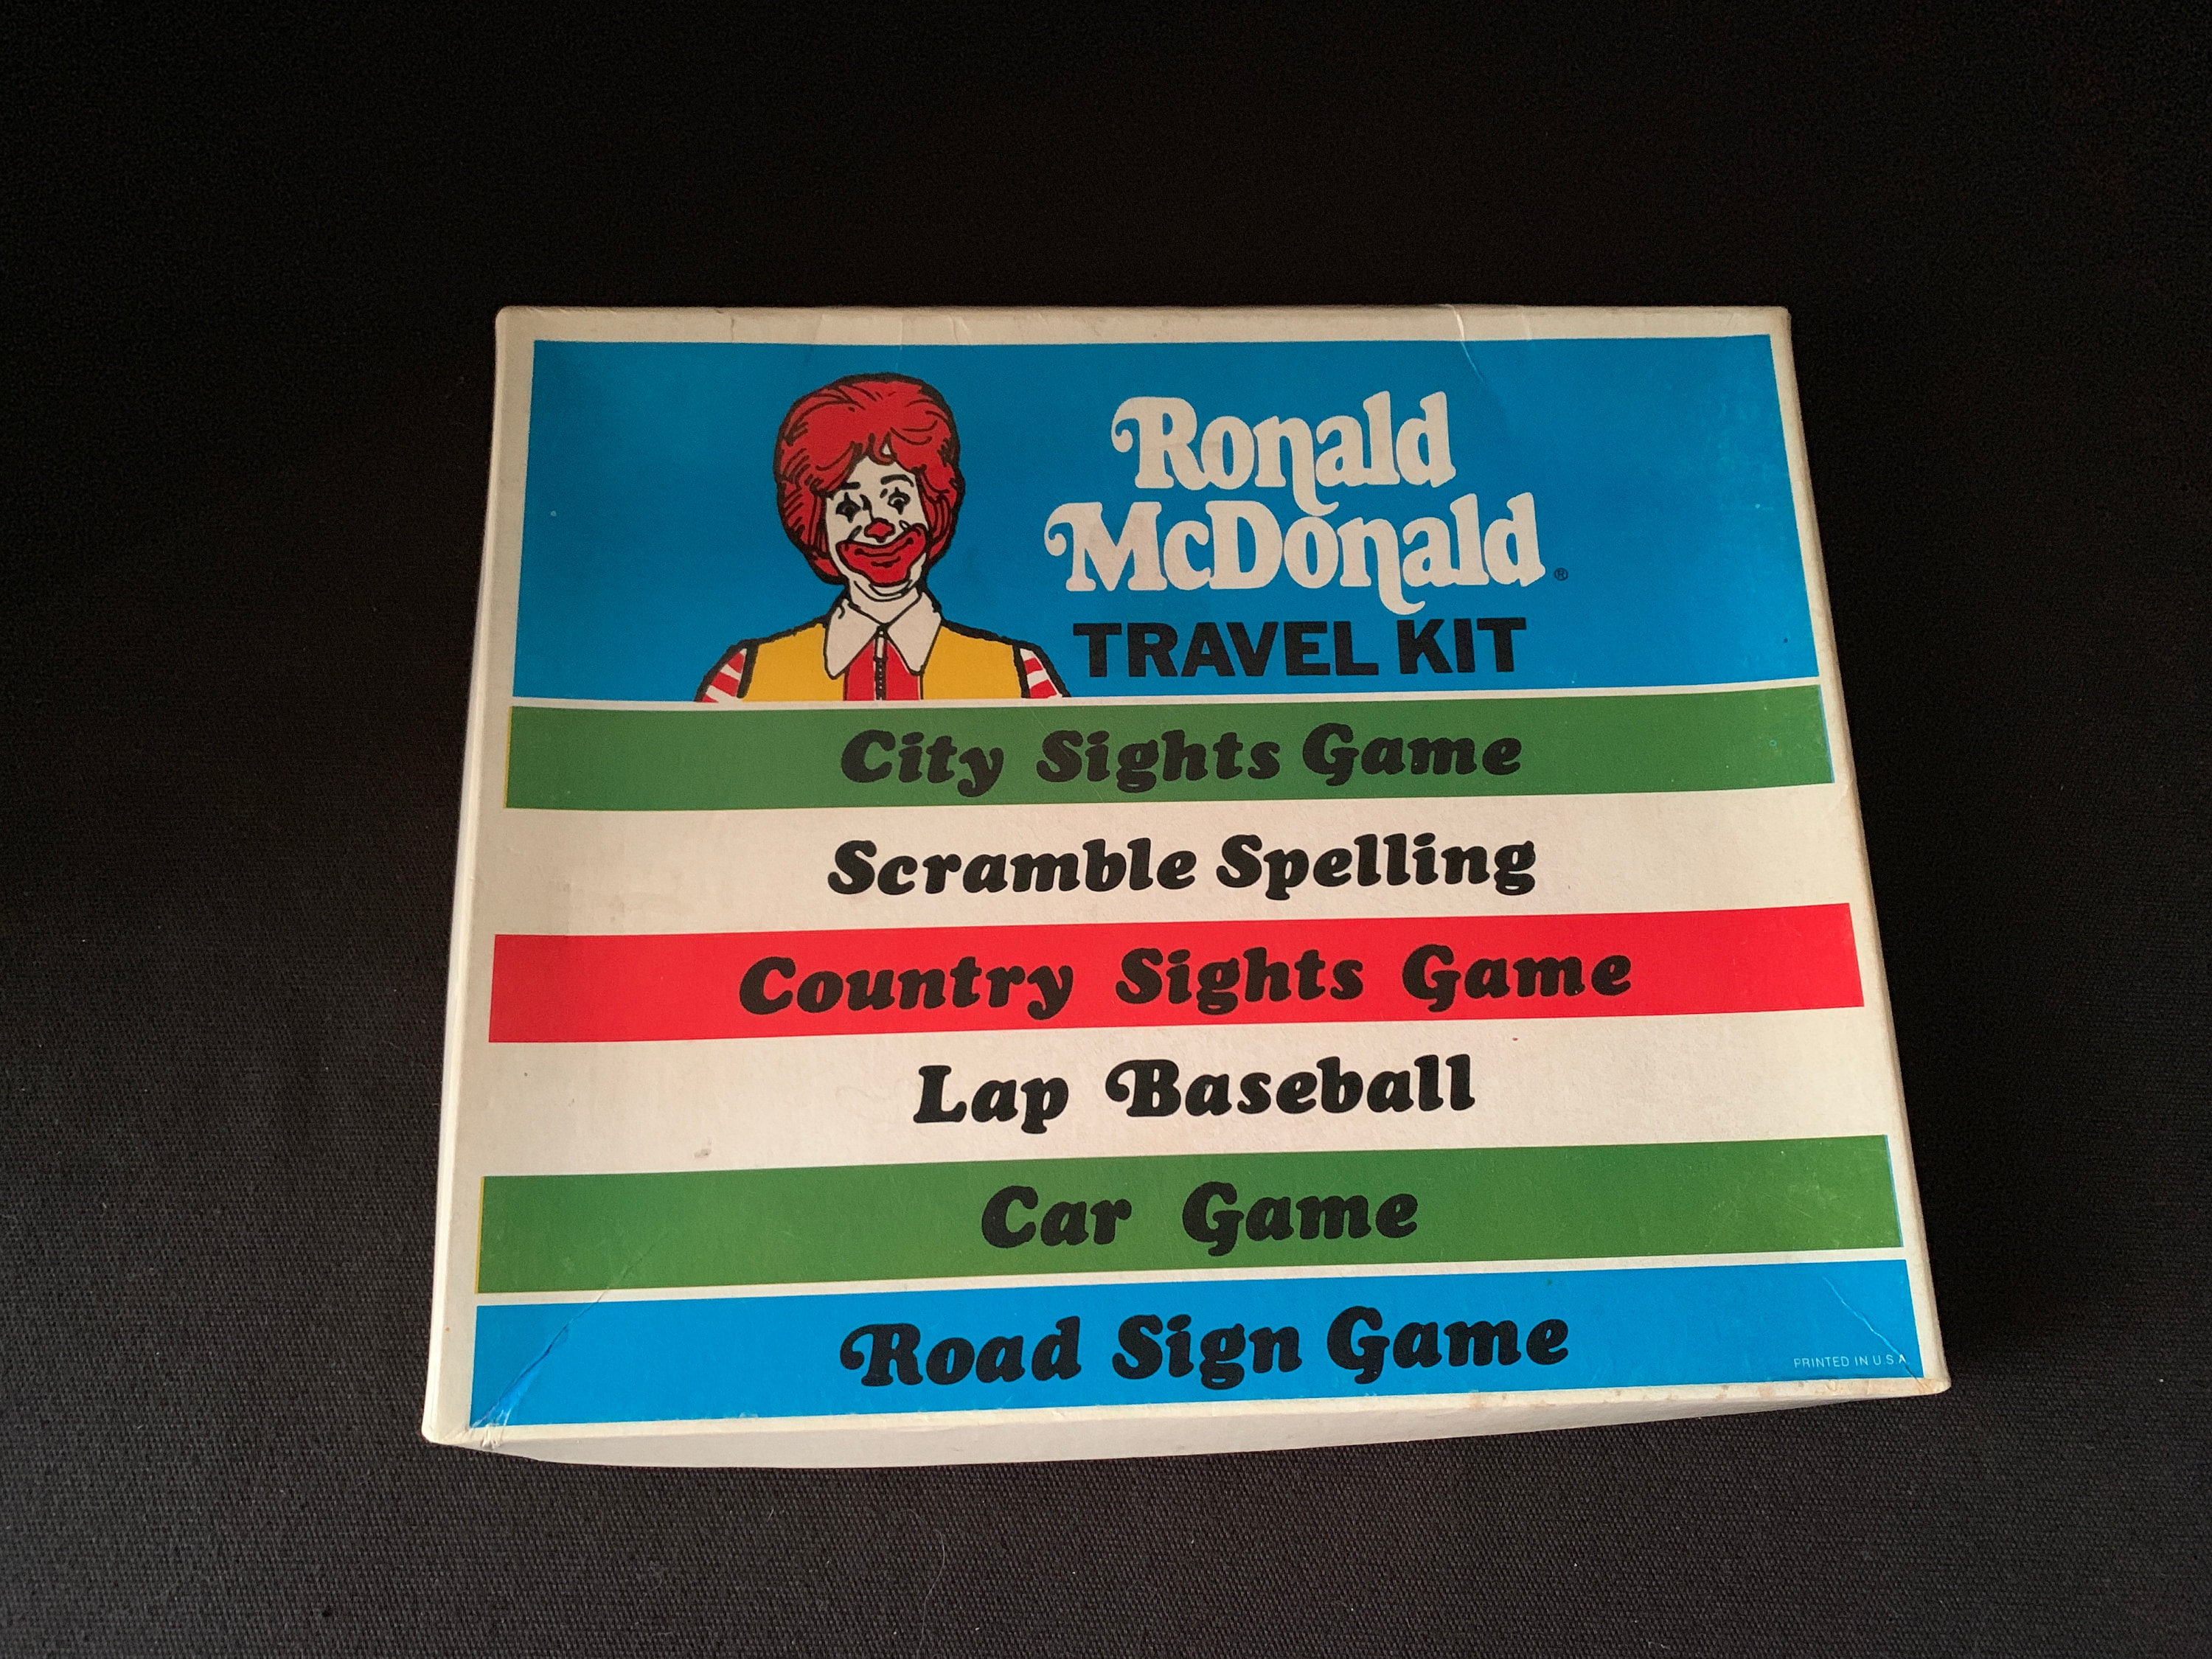 Ronald
McDonald®
TRAVEL KIT
City Sights Game
Scramble Spelling
Country Sights Game
Lap Baseball
Car Game
Road Sign Game
PRINTED IN U.S.A.